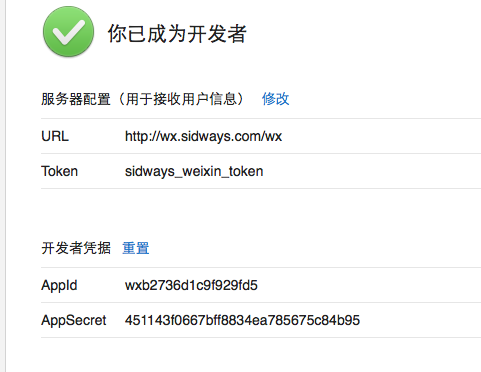 你已成为开发者
服务器配置（用于接收用户信息） 修改
URL http://wx.sidways.com/wx
Token sidways_weixin_token
开发者凭据 重置
AppId wxb2736d1c9f929fd5
AppSecret 451143f0667bff8834ea785675c84b95